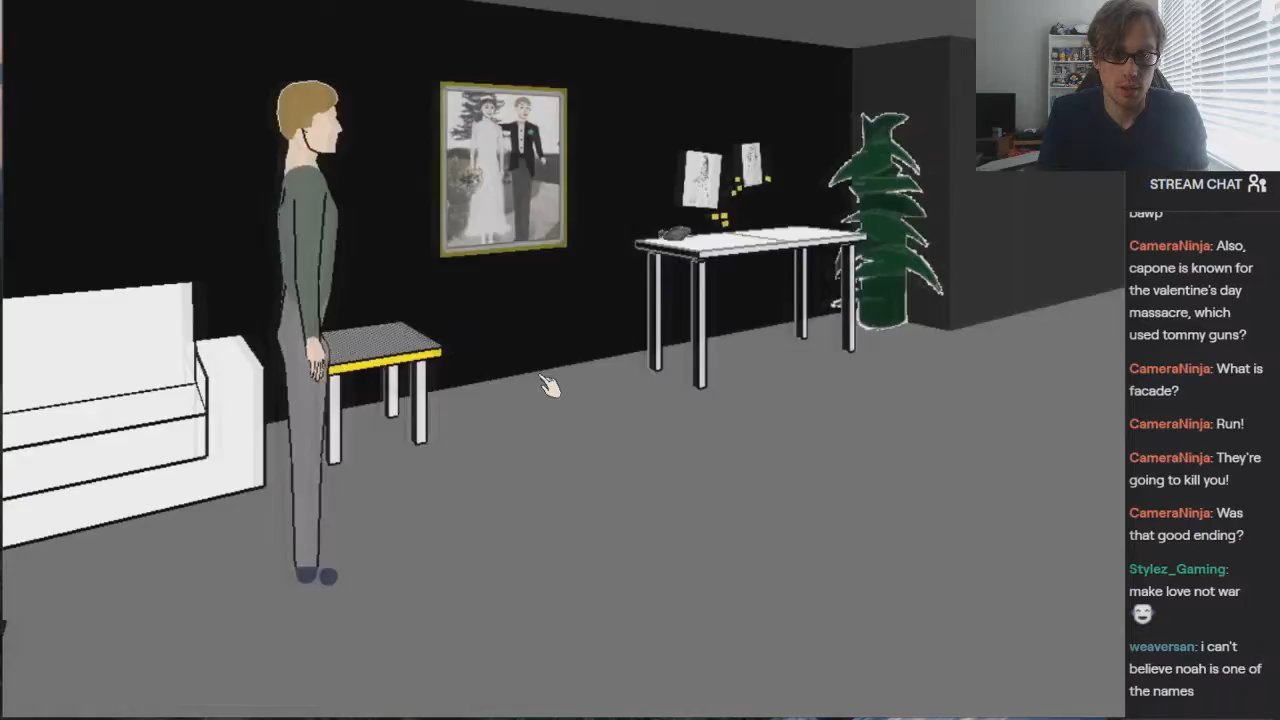 STREAM CHAT
bawp
CameraNinja: Also,
capone is known for
the valentine's day
massacre, which
used tommy guns?
CameraNinja: What is
facade?
CameraNinja: Run!
CameraNinja: They're
going to kill you!
CameraNinja: Was
that good ending?
Stylez_Gaming:
make love not war
weaversan: i can't
believe noah is one of
the names